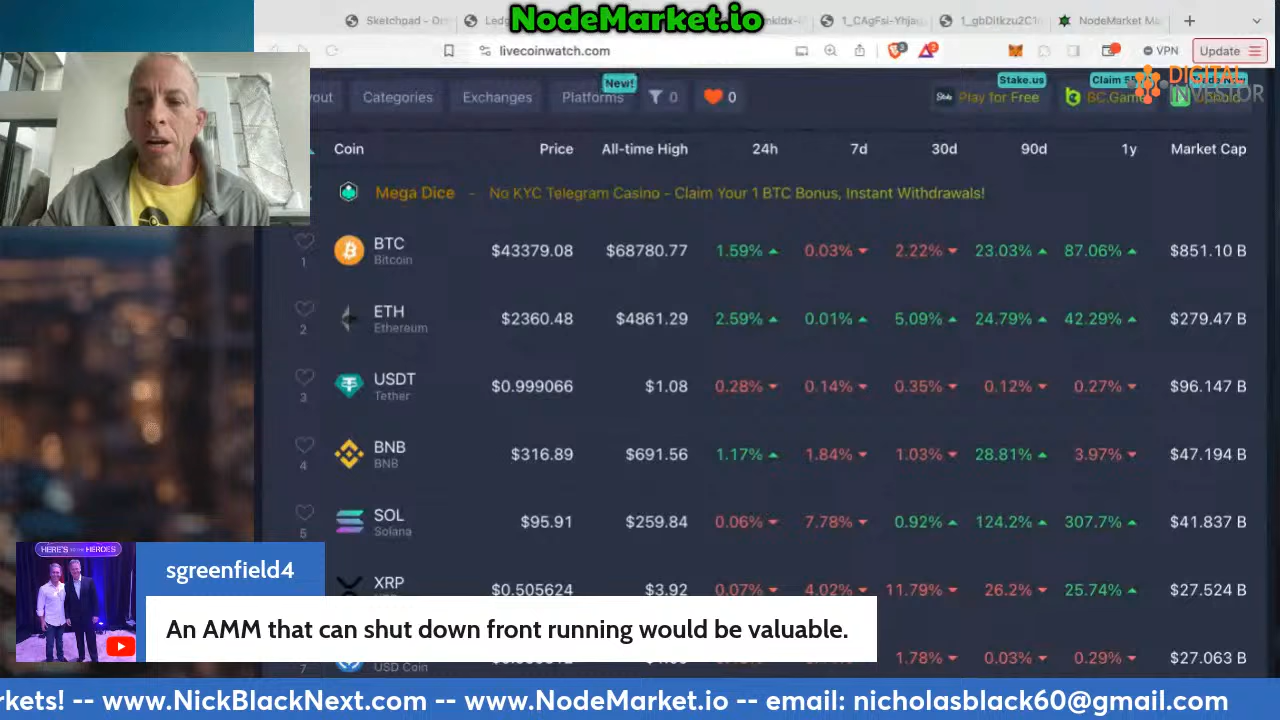 NodeMarket.io
Sketchpad - Or
Ledg
1_CAgFsi-Yhjau
1_gbDItkzu2C1
NodeMarket Ma
livecoinwatch.com
VPN
Update
DIGITAL
INVESTOR
New!
Stake.us
Categories
Exchanges
Platforms
0
0
Play for Free
BC.Game
Coin Price All-time High 24h 7d 30d 90d 1y Market Cap
Mega Dice - No KYC Telegram Casino - Claim Your 1 BTC Bonus, Instant Withdrawals!
1 BTC $43379.08 $68780.77 1.59% 0.03% 2.22% 23.03% 87.06% $851.10 B
Bitcoin
2 ETH $2360.48 $4861.29 2.59% 0.01% 5.09% 24.79% 42.29% $279.47 B
Ethereum
3 USDT $0.999066 $1.08 0.28% 0.14% 0.35% 0.12% 0.27% $96.147 B
Tether
4 BNB $316.89 $691.56 1.17% 1.84% 1.03% 28.81% 3.97% $47.194 B
BNB
5 SOL $95.91 $259.84 0.06% 7.78% 0.92% 124.2% 307.7% $41.837 B
Solana
XRP $0.505624 $3.92 0.07% 4.02% 11.79% 26.2% 25.74% $27.524 B
7 1.78% 0.03% 0.29% $27.063 B
USD Coin
HERE'S TO THE HEROES
sgreenfield4
An AMM that can shut down front running would be valuable.
rkets! -- www.NickBlackNext.com -- www.NodeMarket.io -- email: nicholasblack60@gmail.com